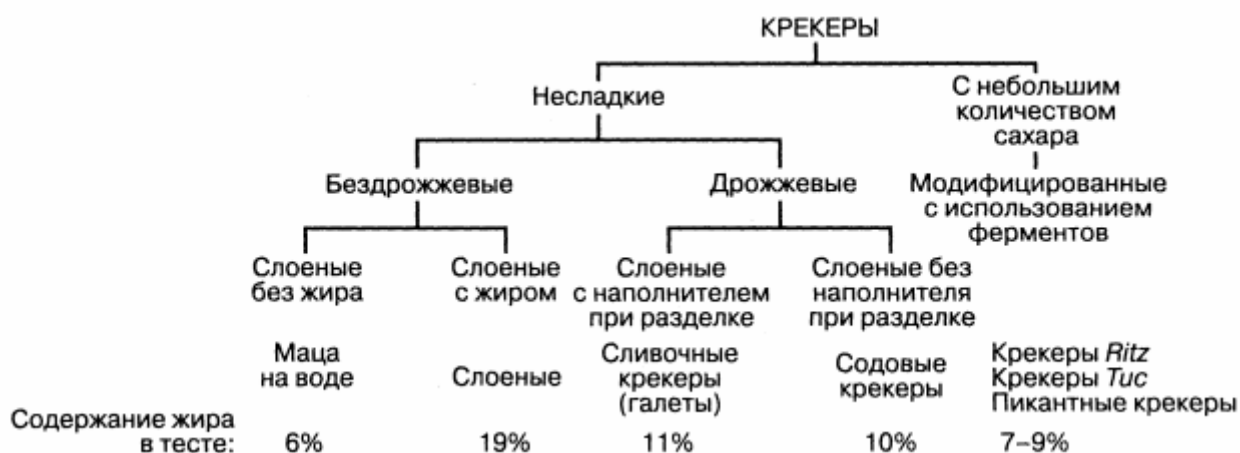 КРЕКЕРЫ
Несладкие
С небольшим
количеством
сахара
Бездрожжевые
Дрожжевые
Модифицированные
с использованием
ферментов
Слоеные
без жира
Слоеные
с жиром
Слоеные
с наполнителем
при разделке
Слоеные без
наполнителя
при разделке
Маца
на воде
Слоеные
Сливочные
крекеры
(галеты)
Содовые
крекеры
Крекеры Ritz
Крекеры Tuc
Пикантные крекеры
Содержание жира
в тесте:
6%
19%
11%
10%
7–9%